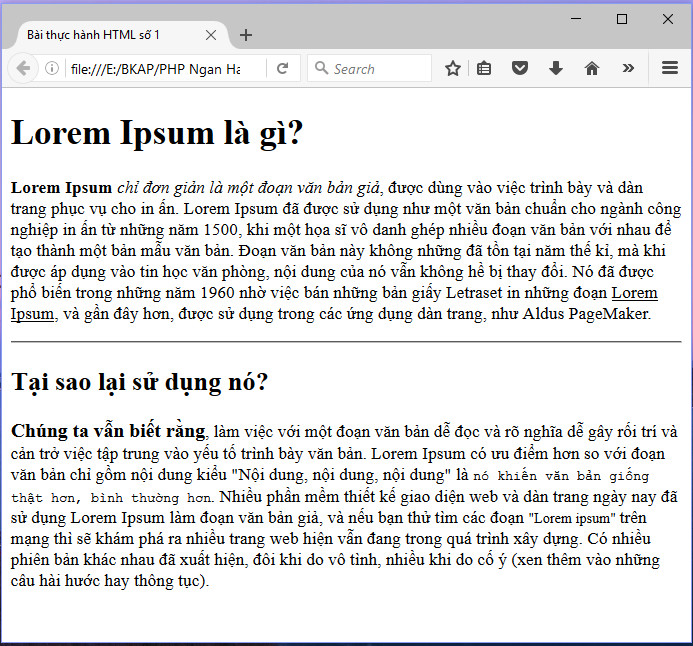 Bài thực hành HTML số 1
file:///E:/BKAP/PHP Ngan Ha
Search
Lorem Ipsum là gì?
Lorem Ipsum chỉ đơn giản là một đoạn văn bản giả, được dùng vào việc trình bày và dàn
trang phục vụ cho in ấn. Lorem Ipsum đã được sử dụng như một văn bản chuẩn cho ngành công
nghiệp in ấn từ những năm 1500, khi một họa sĩ vô danh ghép nhiều đoạn văn bản với nhau để
tạo thành một bản mẫu văn bản. Đoạn văn bản này không những đã tồn tại năm thế kỉ, mà khi
được áp dụng vào tin học văn phòng, nội dung của nó vẫn không hề bị thay đổi. Nó đã được
phổ biến trong những năm 1960 nhờ việc bán những bản giấy Letraset in những đoạn Lorem
Ipsum, và gần đây hơn, được sử dụng trong các ứng dụng dàn trang, như Aldus PageMaker.
Tại sao lại sử dụng nó?
Chúng ta vẫn biết rằng, làm việc với một đoạn văn bản dễ đọc và rõ nghĩa dễ gây rối trí và
cản trở việc tập trung vào yếu tố trình bày văn bản. Lorem Ipsum có ưu điểm hơn so với đoạn
văn bản chỉ gồm nội dung kiểu "Nội dung, nội dung, nội dung" là nó khiến văn bản giống
thật hơn, bình thường hơn. Nhiều phần mềm thiết kế giao diện web và dàn trang ngày nay đã
sử dụng Lorem Ipsum làm đoạn văn bản giả, và nếu bạn thử tìm các đoạn "Lorem ipsum" trên
mạng thì sẽ khám phá ra nhiều trang web hiện vẫn đang trong quá trình xây dựng. Có nhiều
phiên bản khác nhau đã xuất hiện, đôi khi do vô tình, nhiều khi do cố ý (xen thêm vào những
câu hài hước hay thông tục).